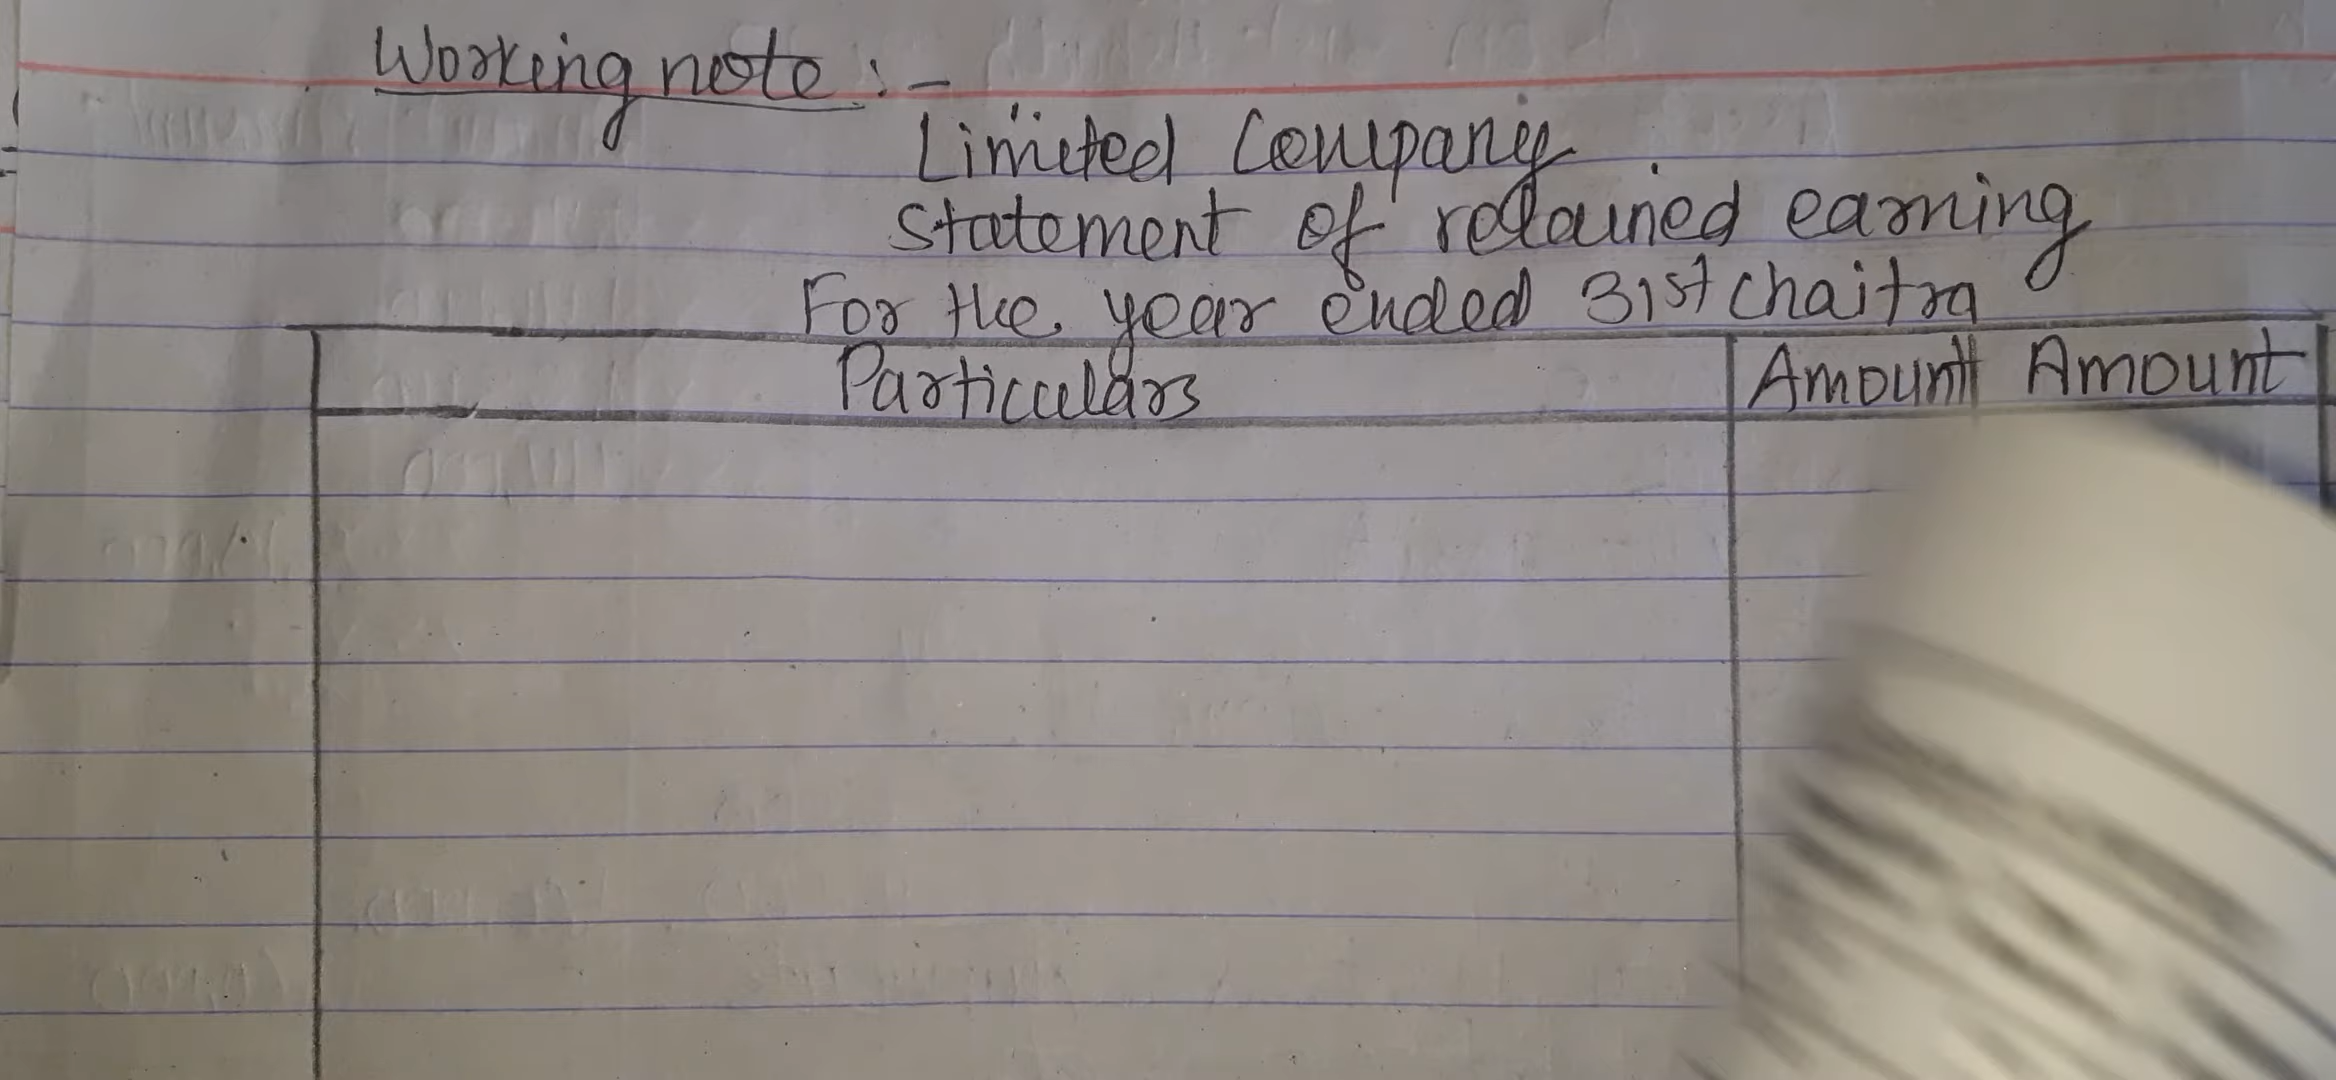 Working note :-
Limited Company
Statement of retained earning
For the year ended 31st chaitra
Particulars Amount Amount